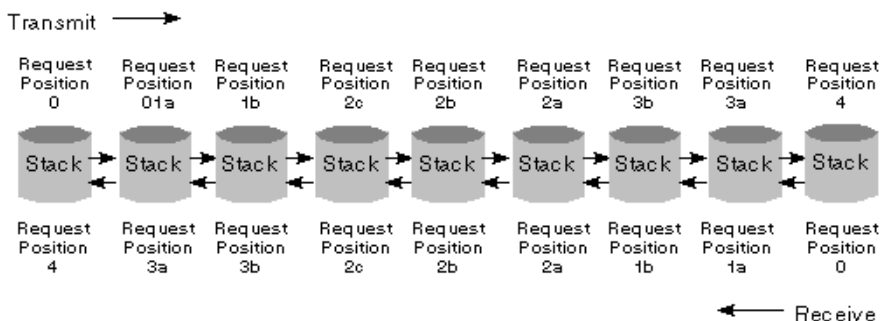 Transmit
Request Request Request Request Request Request Request Request Request
Position Position Position Position Position Position Position Position Position
0 01a 1b 2c 2b 2a 3b 3a 4
Stack Stack Stack Stack Stack Stack Stack Stack Stack
Request Request Request Request Request Request Request Request Request
Position Position Position Position Position Position Position Position Position
4 3a 3b 2c 2b 2a 1b 1a 0
Receive